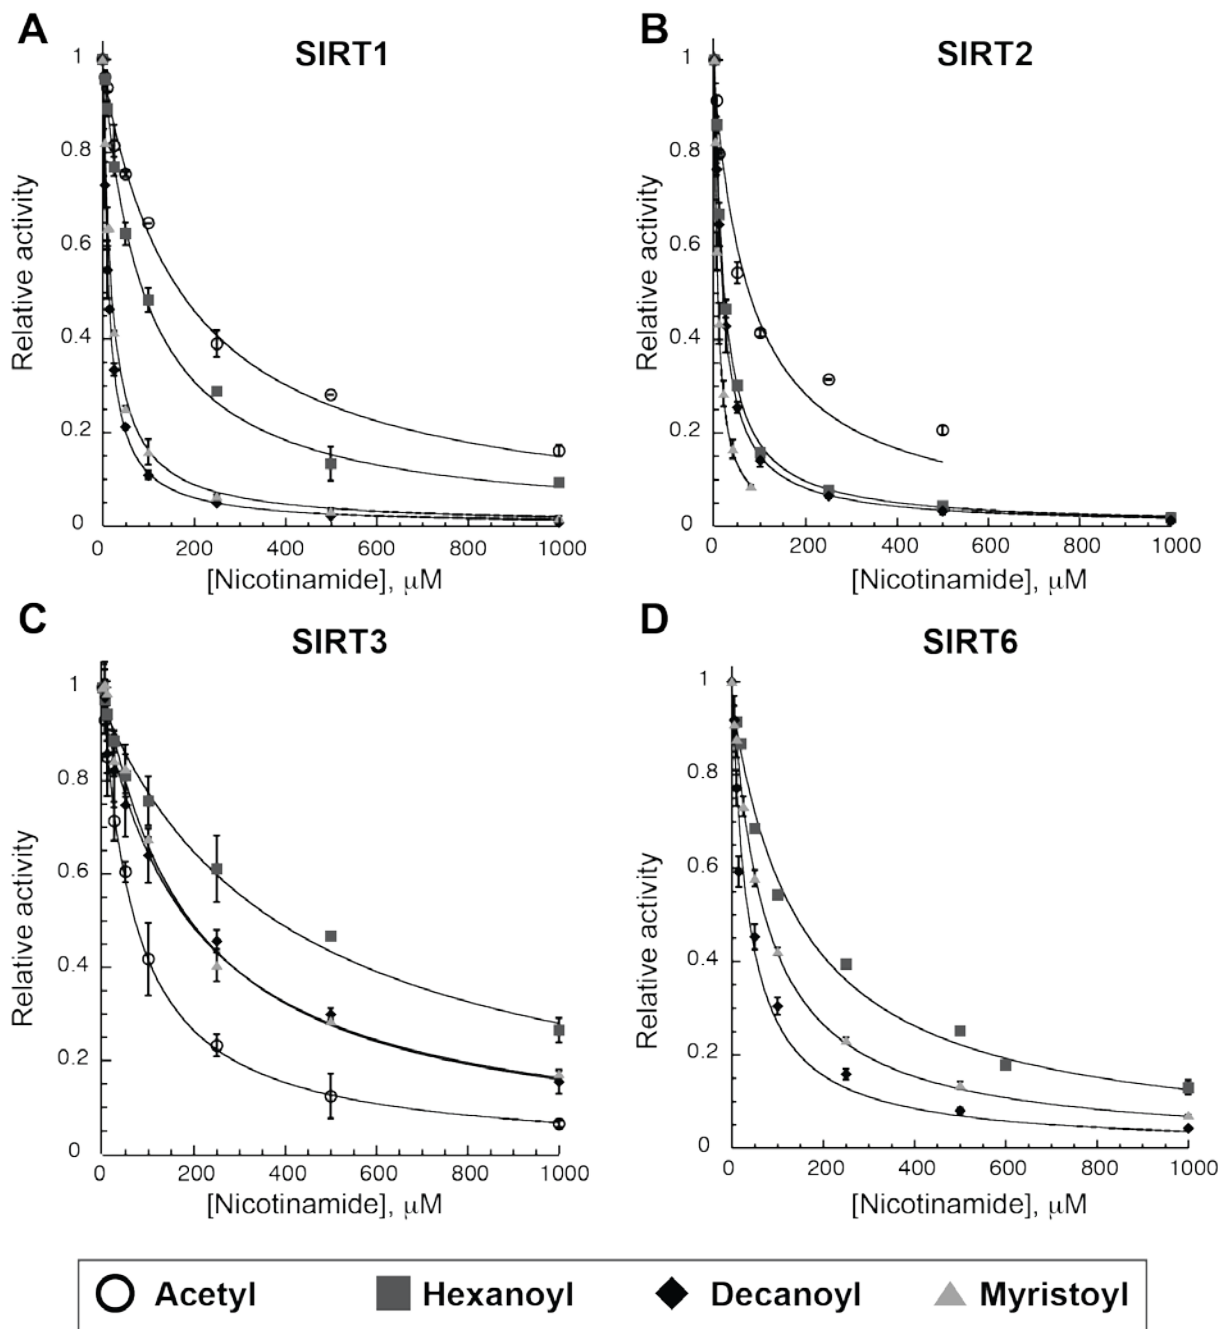 A
SIRT1
1
0.8
0.6
0.4
0.2
0
0 200 400 600 800 1000
Relative activity
[Nicotinamide], μM
B
SIRT2
1
0.8
0.6
0.4
0.2
0
0 200 400 600 800 1000
Relative activity
[Nicotinamide], μM
C
SIRT3
1
0.8
0.6
0.4
0.2
0
0 200 400 600 800 1000
Relative activity
[Nicotinamide], μM
D
SIRT6
1
0.8
0.6
0.4
0.2
0
0 200 400 600 800 1000
Relative activity
[Nicotinamide], μM
Acetyl Hexanoyl Decanoyl Myristoyl